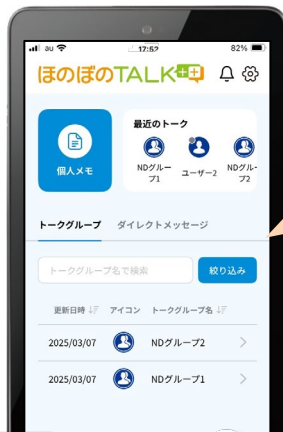 au 17:52 82%
ほのぼのTALK++
最近のトーク
個人メモ
NDグルー
プ1
ユーザー2
NDグルー
プ2
トークグループ ダイレクトメッセージ
トークグループ名で検索 絞り込み
更新日時 アイコン トークグループ名
2025/03/07 NDグループ2
2025/03/07 NDグループ1